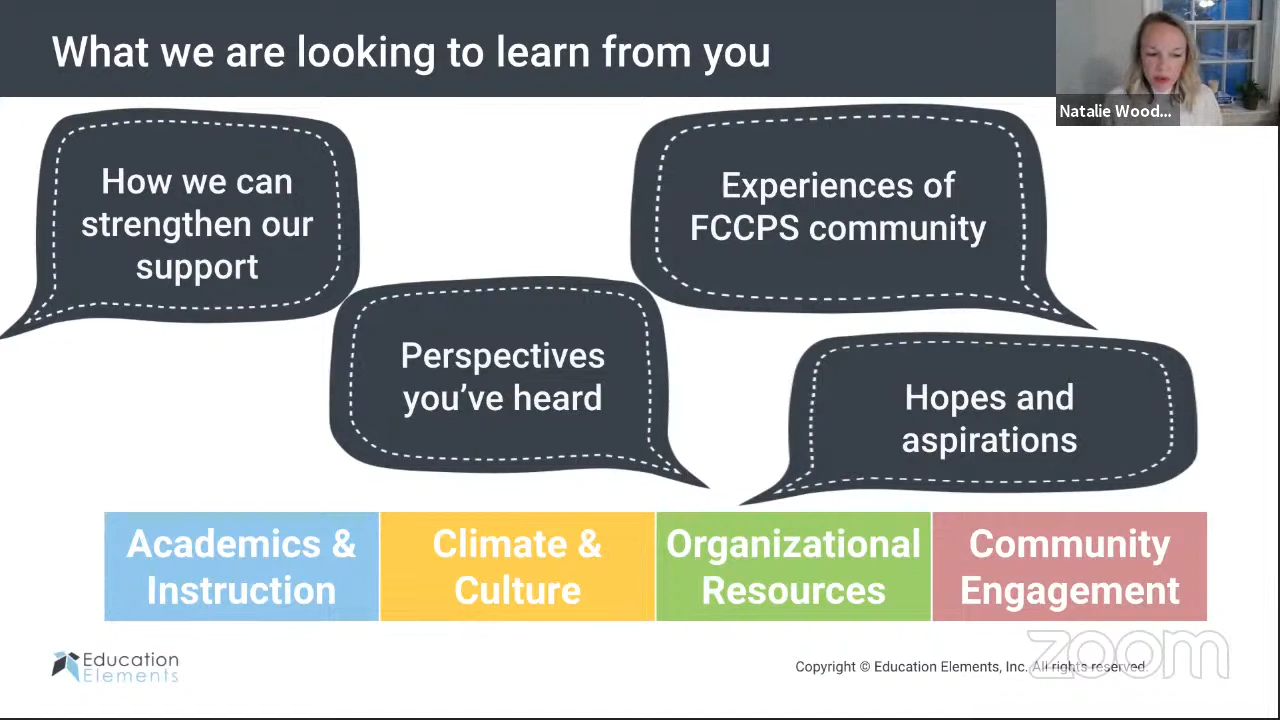 What we are looking to learn from you
Natalie Wood...
How we can
strengthen our
support
Experiences of
FCCPS community
Perspectives
you've heard
Hopes and
aspirations
Academics &
Instruction
Climate &
Culture
Organizational
Resources
Community
Engagement
Education
Elements
Copyright © Education Elements, Inc. All rights reserved.
zoom